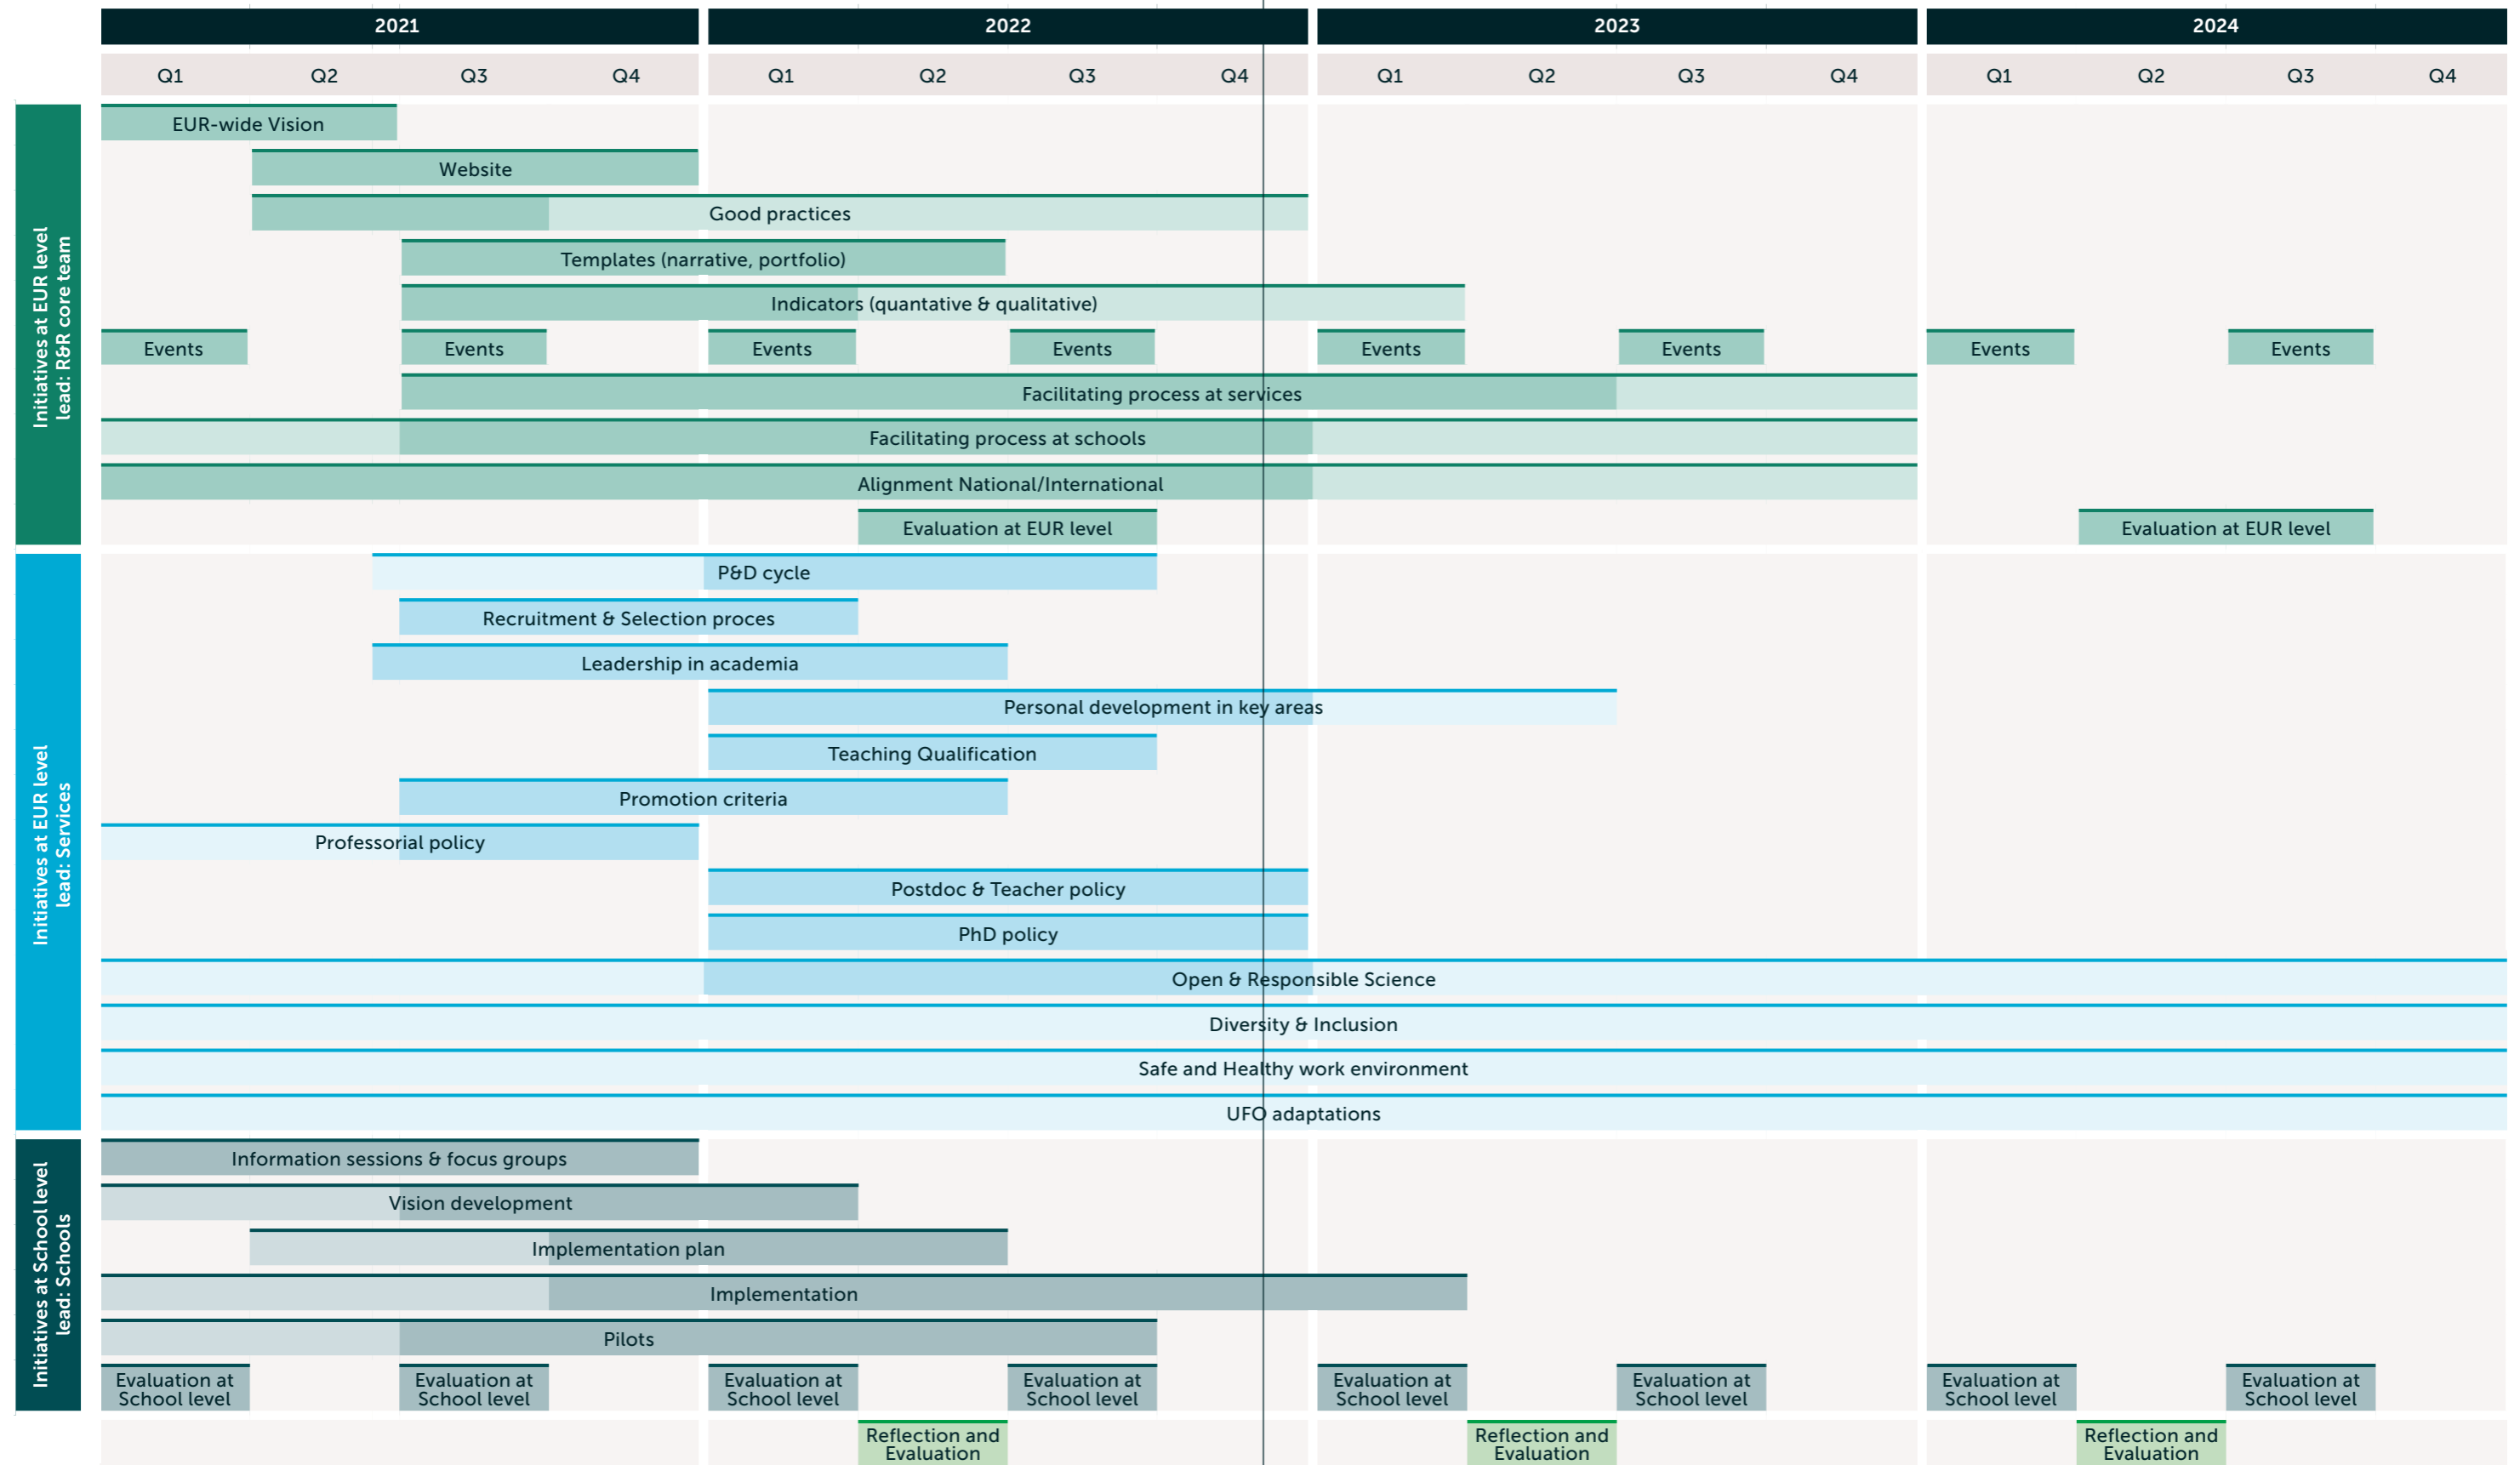 2021 2022 2023 2024
Q1 Q2 Q3 Q4 Q1 Q2 Q3 Q4 Q1 Q2 Q3 Q4 Q1 Q2 Q3 Q4
Initiatives at EUR level
lead: R&R core team
EUR-wide Vision
Website
Good practices
Templates (narrative, portfolio)
Indicators (quantative & qualitative)
Events Events Events Events Events Events Events Events
Facilitating process at services
Facilitating process at schools
Alignment National/International
Evaluation at EUR level Evaluation at EUR level
Initiatives at EUR level
lead: Services
P&D cycle
Recruitment & Selection proces
Leadership in academia
Personal development in key areas
Teaching Qualification
Promotion criteria
Professorial policy
Postdoc & Teacher policy
PhD policy
Open & Responsible Science
Diversity & Inclusion
Safe and Healthy work environment
UFO adaptations
Initiatives at School level
lead: Schools
Information sessions & focus groups
Vision development
Implementation plan
Implementation
Pilots
Evaluation at Evaluation at Evaluation at Evaluation at Evaluation at Evaluation at Evaluation at Evaluation at
School level School level School level School level School level School level School level School level
Reflection and Reflection and Reflection and
Evaluation Evaluation Evaluation